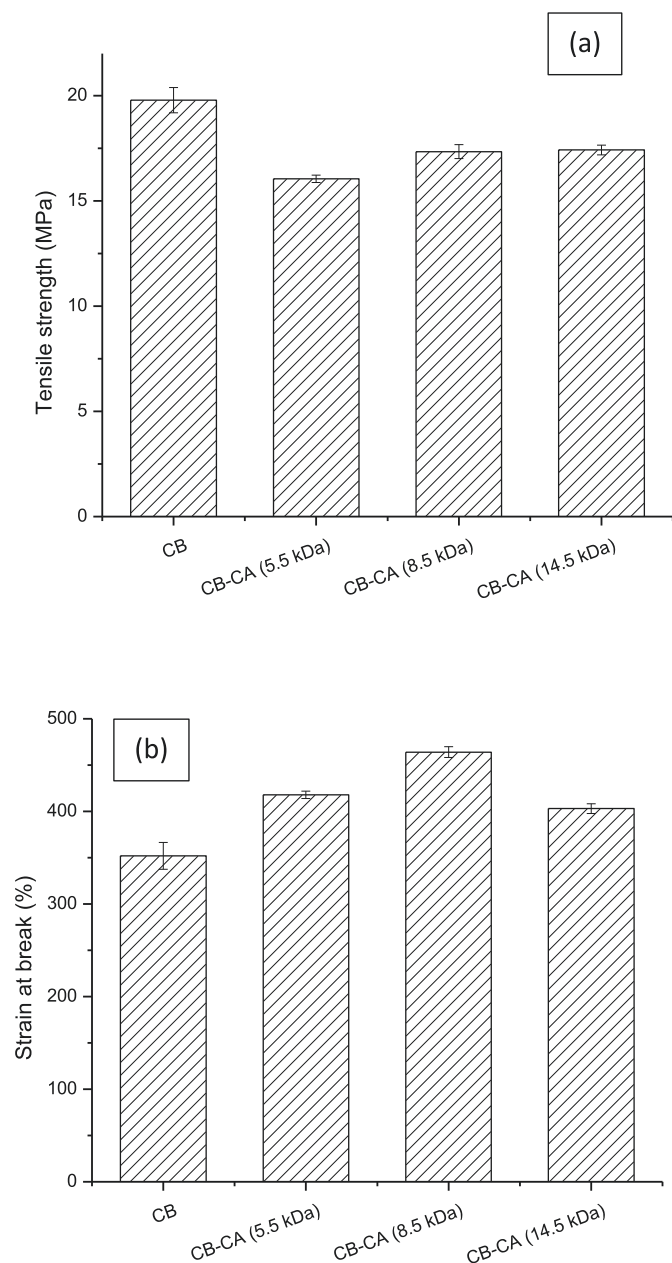 (a)
Tensile strength (MPa)
20
15
10
5
0
CB
CB-CA (5.5 kDa)
CB-CA (8.5 kDa)
CB-CA (14.5 kDa)
(b)
Strain at break (%)
500
400
300
200
100
0
CB
CB-CA (5.5 kDa)
CB-CA (8.5 kDa)
CB-CA (14.5 kDa)